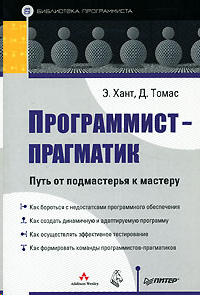 БИБЛИОТЕКА ПРОГРАММИСТА
Э. Хант, Д. Томас
ПРОГРАММИСТ–
ПРАГМАТИК
Путь от подмастерья к мастеру
Как бороться с недостатками программного обеспечения
Как создать динамичную и адаптируемую программу
Как осуществлять эффективное тестирование
Как формировать команды программистов-прагматиков
Addison Wesley
ПИТЕР